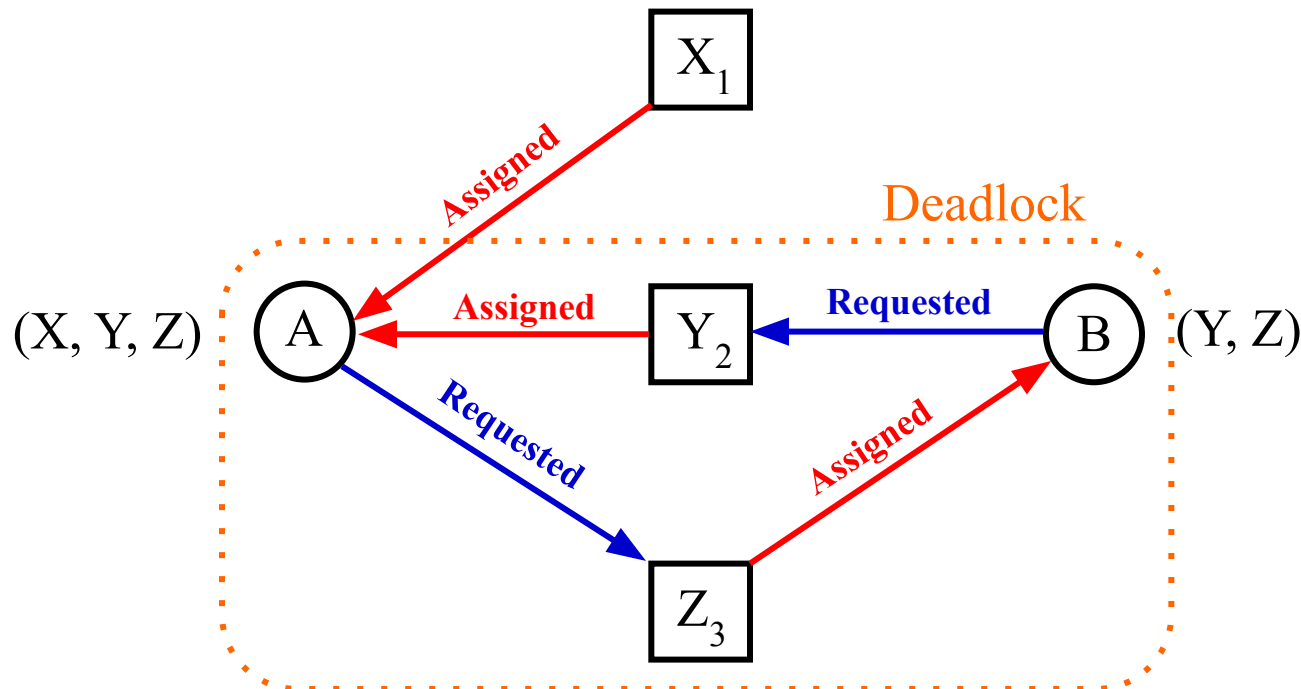 X₁
Assigned
Deadlock
(X, Y, Z)
A
Assigned
Y₂
Requested
B
(Y, Z)
Requested
Assigned
Z₃